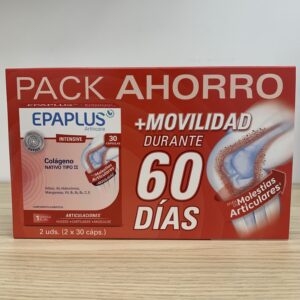 PACK AHORRO
EPAPLUS
Arthicare
INTENSIVE
30
Colágeno
NATIVO TIPO II
ARTICULACIONES
+MOVILIDAD
DURANTE
60
DÍAS
Molestias
Articulares
2 uds. (2 x 30 cáps.)